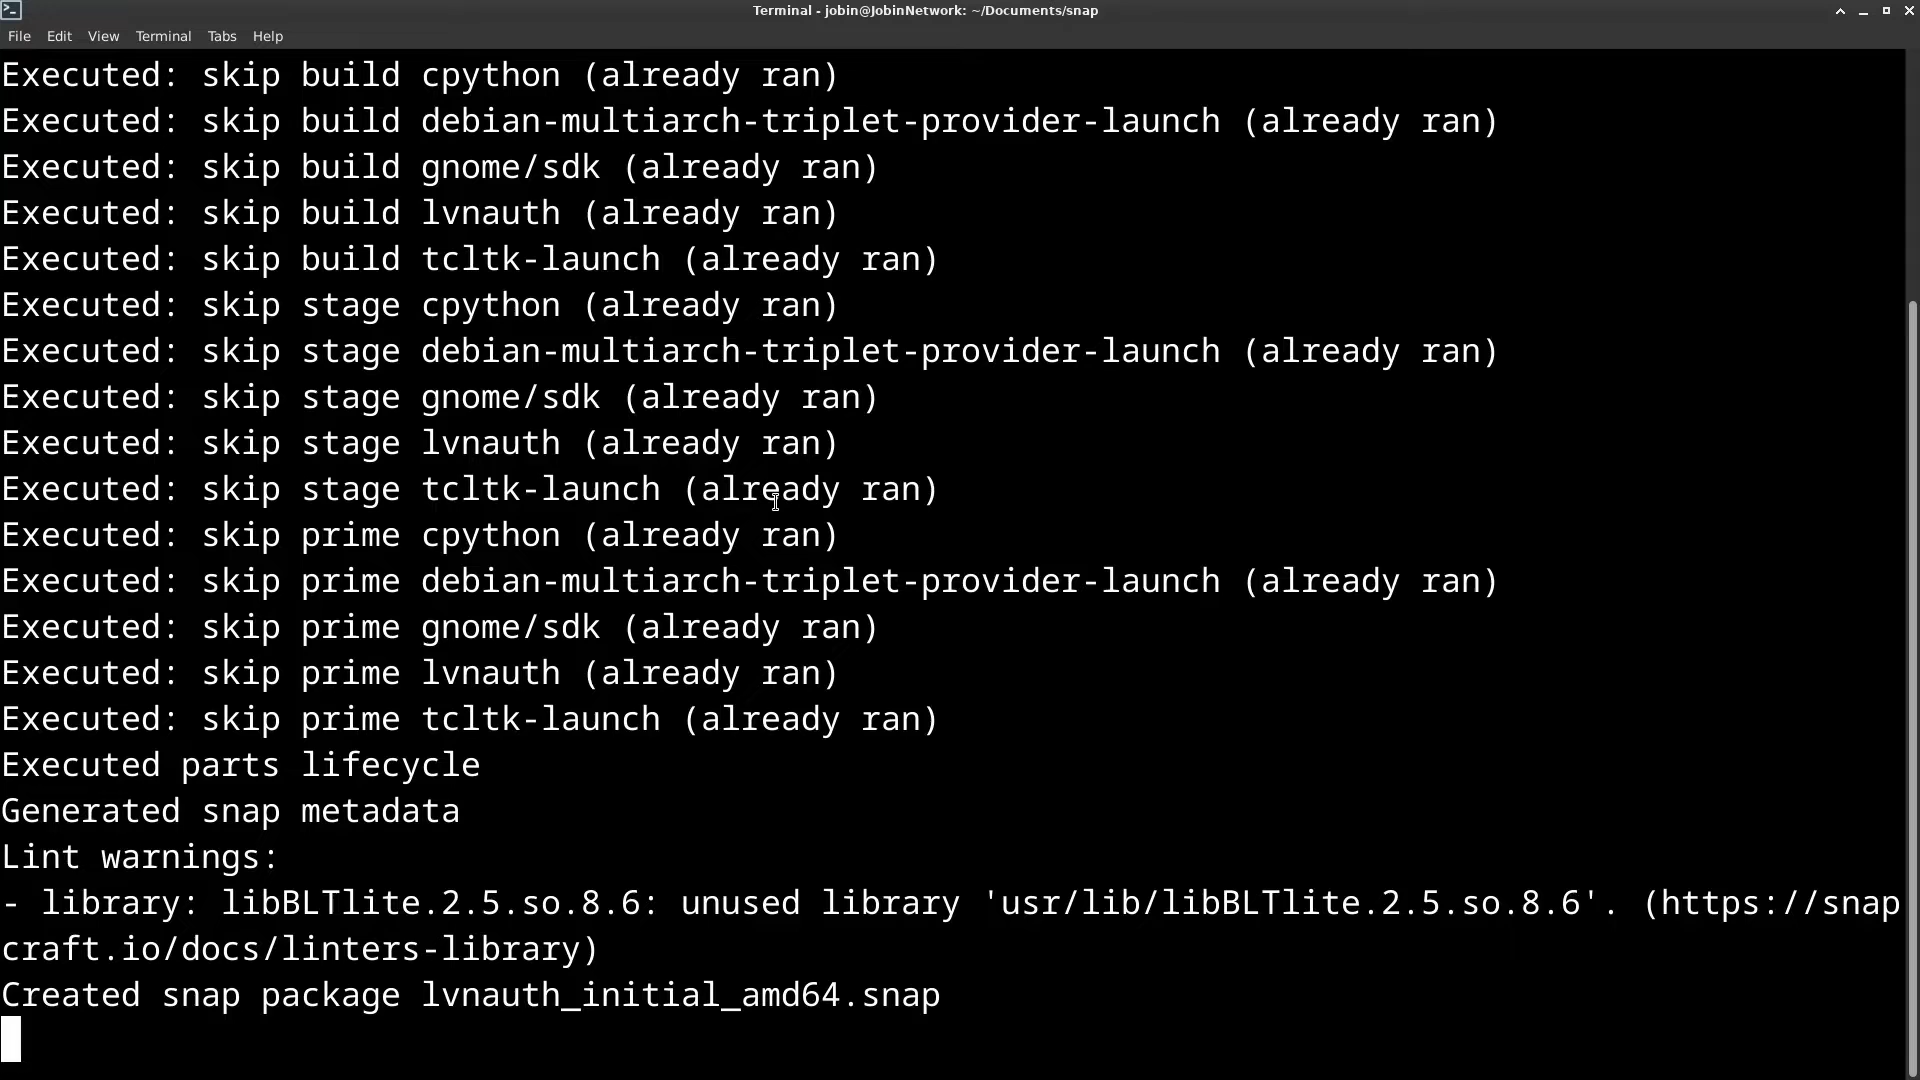 Terminal - jobin@JobinNetwork: ~/Documents/snap
File Edit View Terminal Tabs Help
Executed: skip build cpython (already ran)
Executed: skip build debian-multiarch-triplet-provider-launch (already ran)
Executed: skip build gnome/sdk (already ran)
Executed: skip build lvnauth (already ran)
Executed: skip build tcltk-launch (already ran)
Executed: skip stage cpython (already ran)
Executed: skip stage debian-multiarch-triplet-provider-launch (already ran)
Executed: skip stage gnome/sdk (already ran)
Executed: skip stage lvnauth (already ran)
Executed: skip stage tcltk-launch (already ran)
Executed: skip prime cpython (already ran)
Executed: skip prime debian-multiarch-triplet-provider-launch (already ran)
Executed: skip prime gnome/sdk (already ran)
Executed: skip prime lvnauth (already ran)
Executed: skip prime tcltk-launch (already ran)
Executed parts lifecycle
Generated snap metadata
Lint warnings:
- library: libBLTlite.2.5.so.8.6: unused library 'usr/lib/libBLTlite.2.5.so.8.6'. (https://snap
craft.io/docs/linters-library)
Created snap package lvnauth_initial_amd64.snap